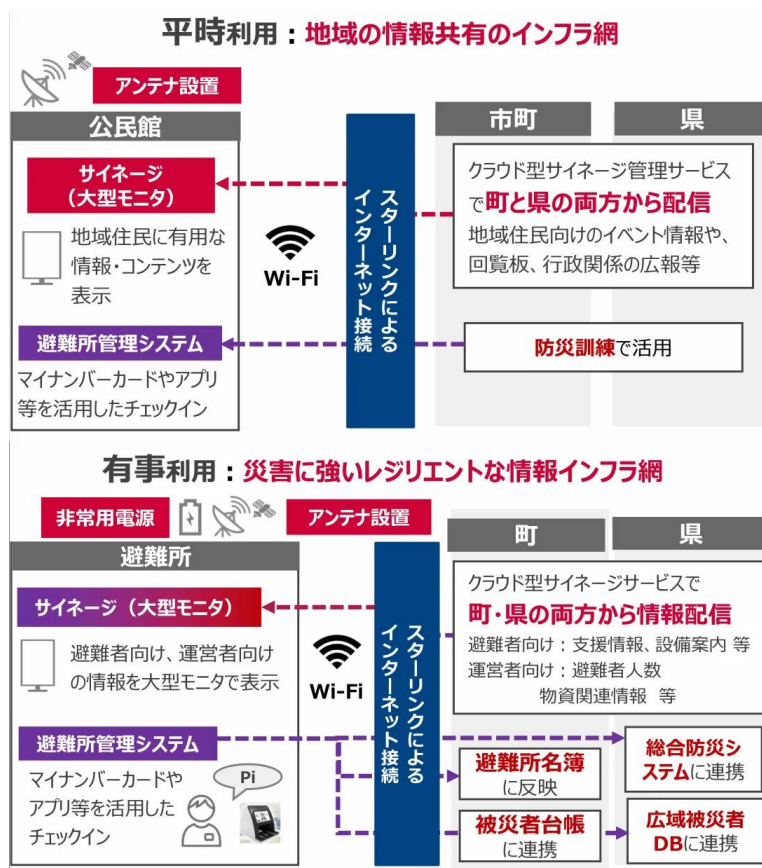 平時利用：地域の情報共有のインフラ網
アンテナ設置
公民館
サイネージ
（大型モニタ）
地域住民に有用な
情報・コンテンツを
表示
避難所管理システム
マイナンバーカードやアプリ
等を活用したチェックイン
Wi-Fi
スターリンクによる
インターネット接続
市町
県
クラウド型サイネージ管理サービス
で町と県の両方から配信
地域住民向けのイベント情報や、
回覧板、行政関係の広報等
防災訓練で活用
有事利用：災害に強いレジリエントな情報インフラ網
非常用電源
アンテナ設置
避難所
サイネージ（大型モニタ）
避難者向け、運営者向け
の情報を大型モニタで表示
避難所管理システム
マイナンバーカードや
アプリ等を活用した
チェックイン
Pi
Wi-Fi
スターリンクによる
インターネット接続
町
県
クラウド型サイネージサービスで
町・県の両方から情報配信
避難者向け：支援情報、設備案内 等
運営者向け：避難者人数
物資関連情報 等
避難所名簿
に反映
総合防災シ
ステムに連携
被災者台帳
に連携
広域被災者
DBに連携